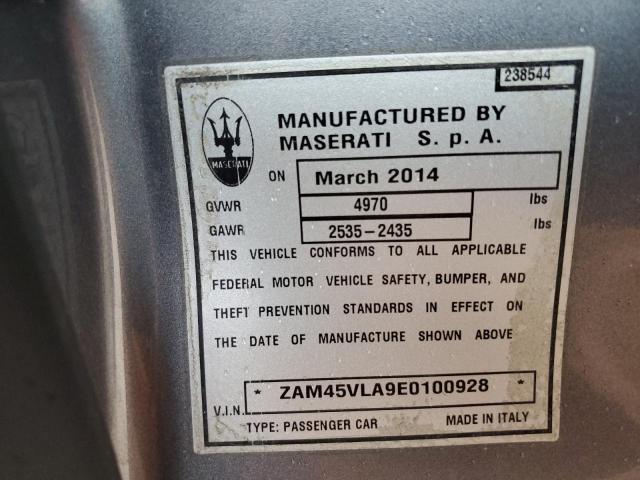 238544
MASERATI
MANUFACTURED BY
MASERATI S. p. A.
ON March 2014
GVWR 4970 lbs
GAWR 2535-2435 lbs
THIS VEHICLE CONFORMS TO ALL APPLICABLE
FEDERAL MOTOR VEHICLE SAFETY, BUMPER, AND
THEFT PREVENTION STANDARDS IN EFFECT ON
THE DATE OF MANUFACTURE SHOWN ABOVE
V.I.N. * ZAM45VLA9E0100928 *
TYPE: PASSENGER CAR MADE IN ITALY